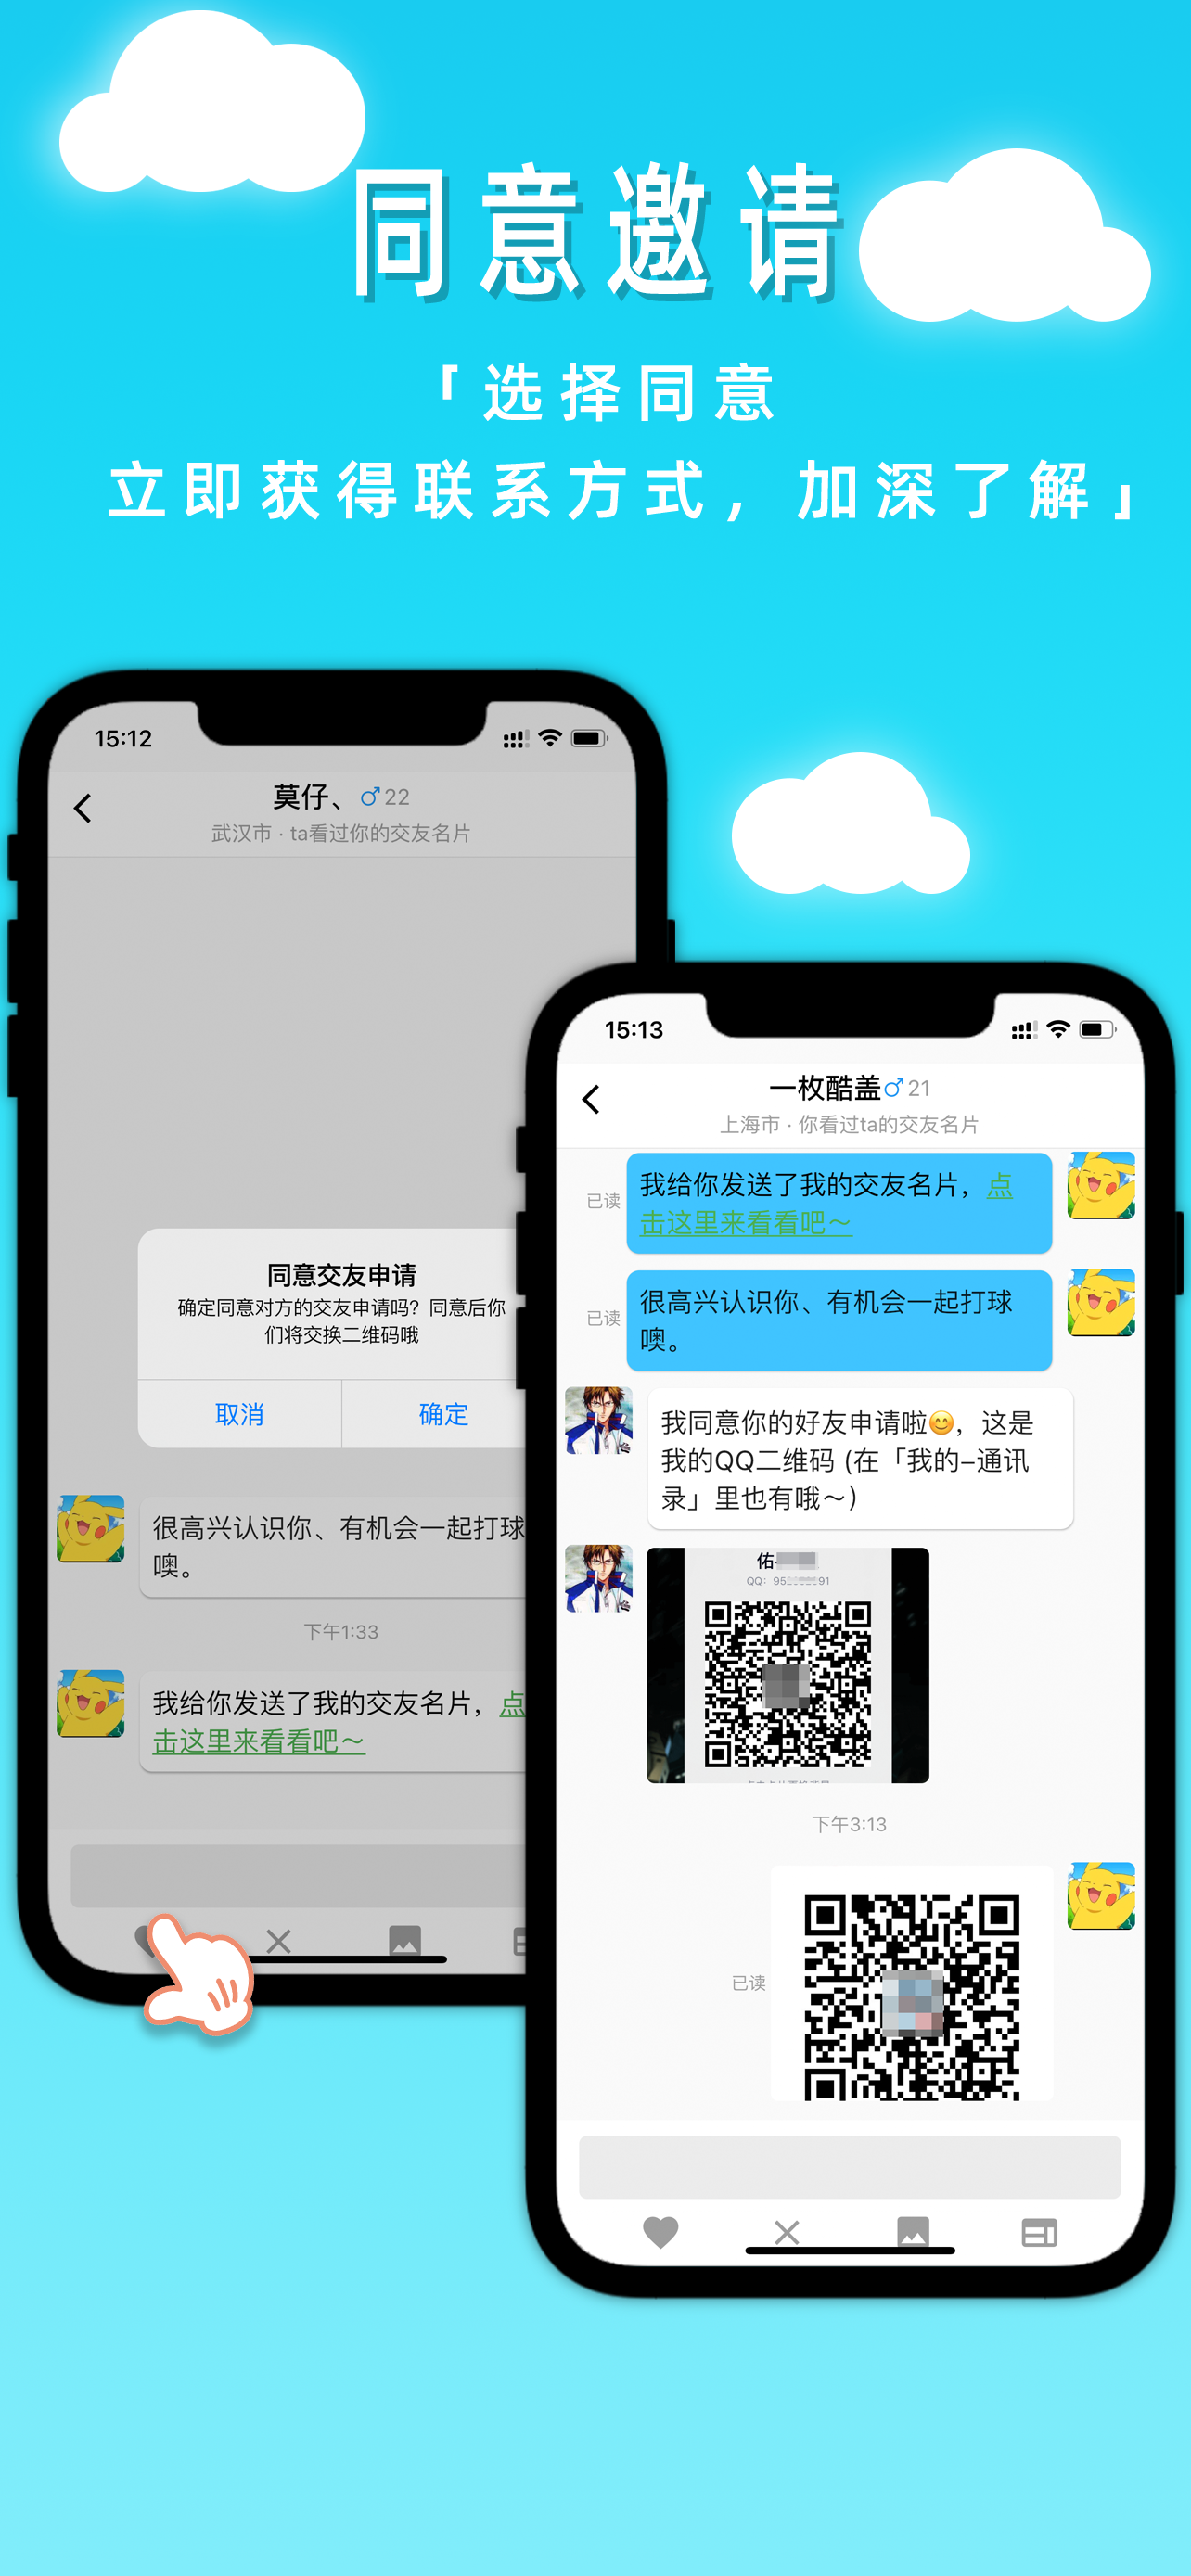 同意邀请
「选择同意
立即获得联系方式，加深了解」
15:12
莫仔、♂22
武汉市 · ta看过你的交友名片
同意交友申请
确定同意对方的交友申请吗？同意后你
们将交换二维码哦
取消
确定
很高兴认识你、有机会一起打球
噢。
下午1:33
我给你发送了我的交友名片，点
击这里来看看吧～
15:13
一枚酷盖♂21
上海市 · 你看过ta的交友名片
已读
我给你发送了我的交友名片，点
击这里来看看吧～
已读
很高兴认识你、有机会一起打球
噢。
我同意你的好友申请啦😊，这是
我的QQ二维码 (在「我的–通讯
录」里也有哦～)
佑
QQ：95 91
下午3:13
已读